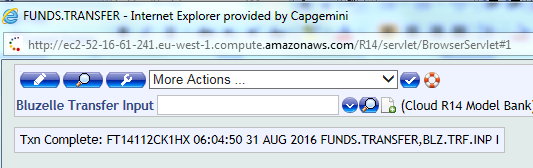 FUNDS.TRANSFER - Internet Explorer provided by Capgemini
http://ec2-52-16-61-241.eu-west-1.compute.amazonaws.com/R14/servlet/BrowserServlet#1
More Actions ...
Bluzelle Transfer Input (Cloud R14 Model Bank)
Txn Complete: FT14112CK1HX 06:04:50 31 AUG 2016 FUNDS.TRANSFER,BLZ.TRF.INP I